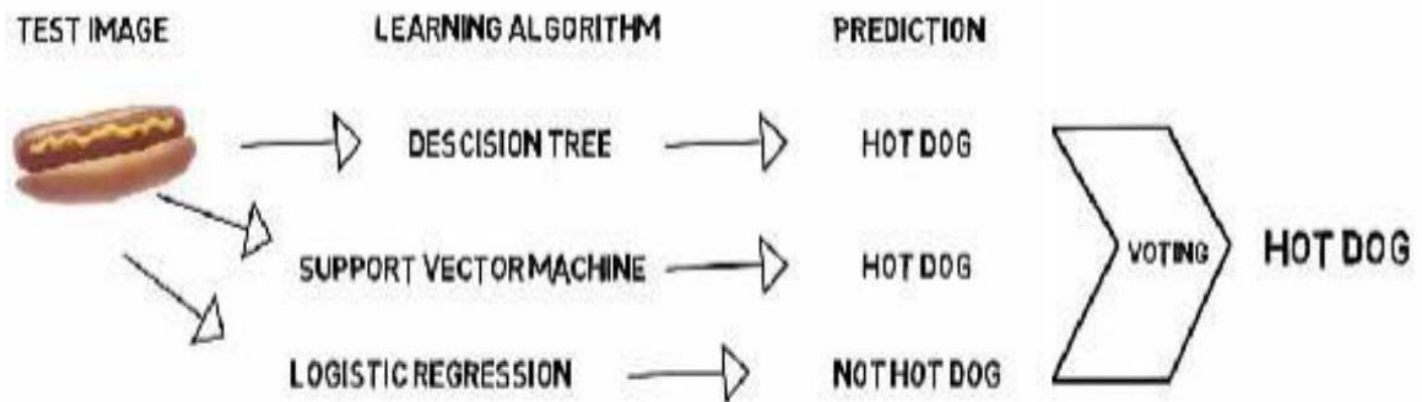 TEST IMAGE LEARNING ALGORITHM PREDICTION
DESCISION TREE HOT DOG
SUPPORT VECTOR MACHINE HOT DOG
VOTING HOT DOG
LOGISTIC REGRESSION NOT HOT DOG